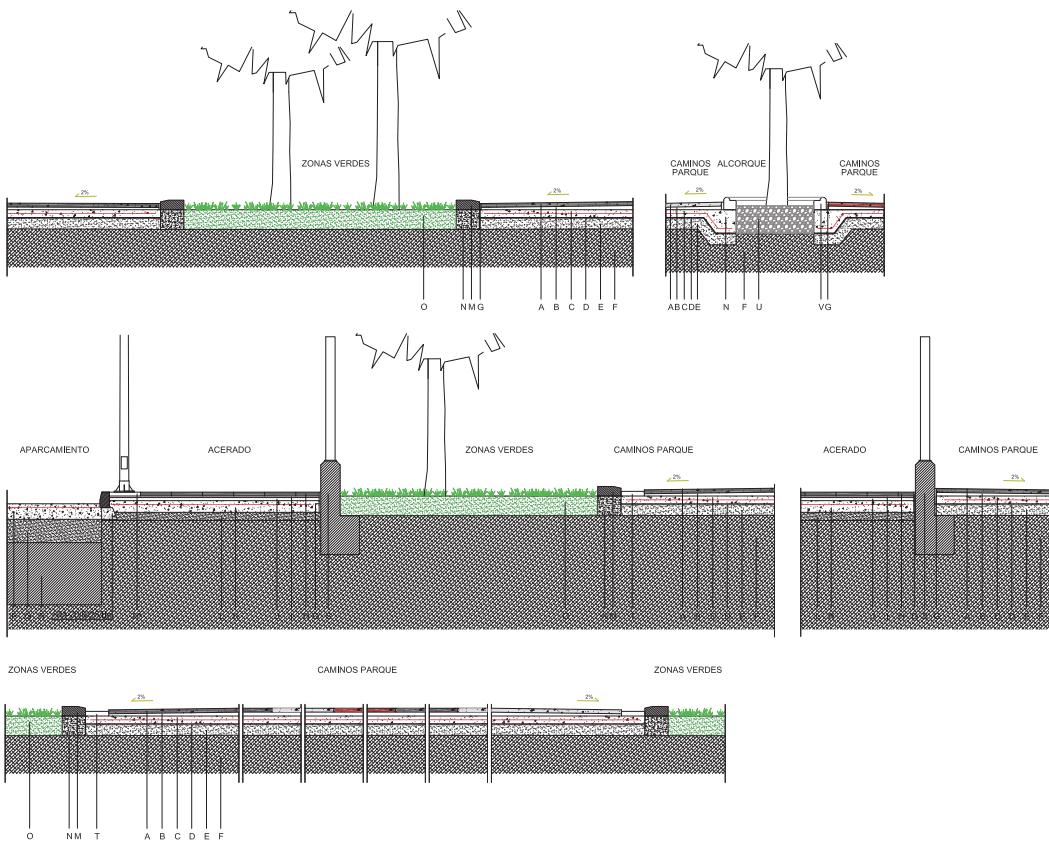 ZONAS VERDES
2%
2%
O N M G A B C D E F
CAMINOS PARQUE
ALCORQUE
CAMINOS PARQUE
2%
2%
A B C D E N F U V G
APARCAMIENTO
ACERADO
ZONAS VERDES
CAMINOS PARQUE
2%
ACERADO
CAMINOS PARQUE
2%
ZONAS VERDES
CAMINOS PARQUE
ZONAS VERDES
2%
2%
O N M T A B C D E F